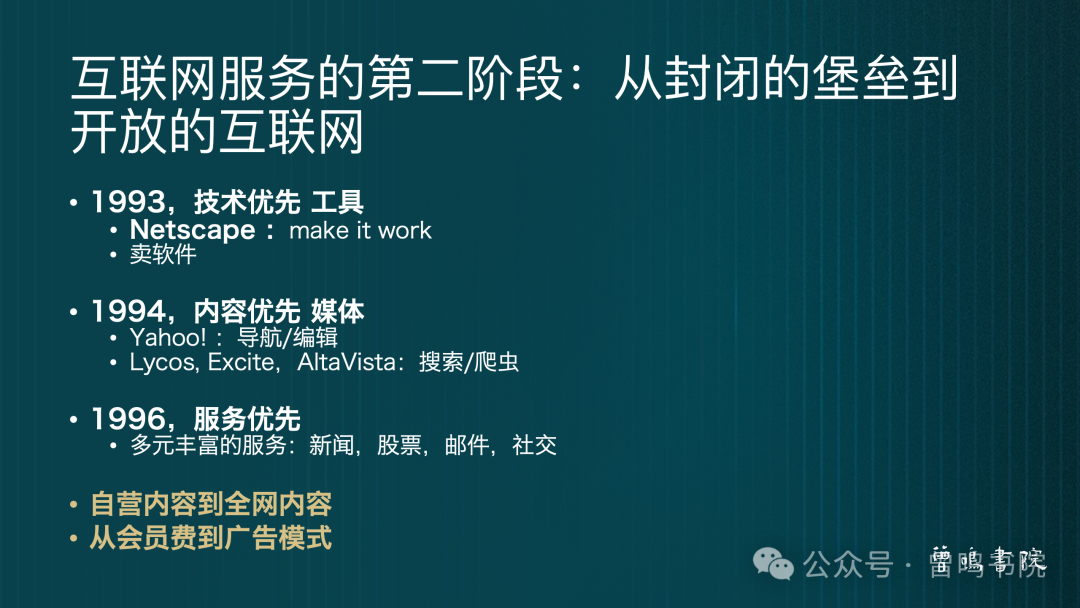 互联网服务的第二阶段：从封闭的堡垒到
开放的互联网
• 1993，技术优先 工具
• Netscape ：make it work
• 卖软件
• 1994，内容优先 媒体
• Yahoo! ：导航/编辑
• Lycos, Excite，AltaVista：搜索/爬虫
• 1996，服务优先
• 多元丰富的服务：新闻，股票，邮件，社交
• 自营内容到全网内容
• 从会员费到广告模式
公众号 · 曾鸣书院
曾鸣書院